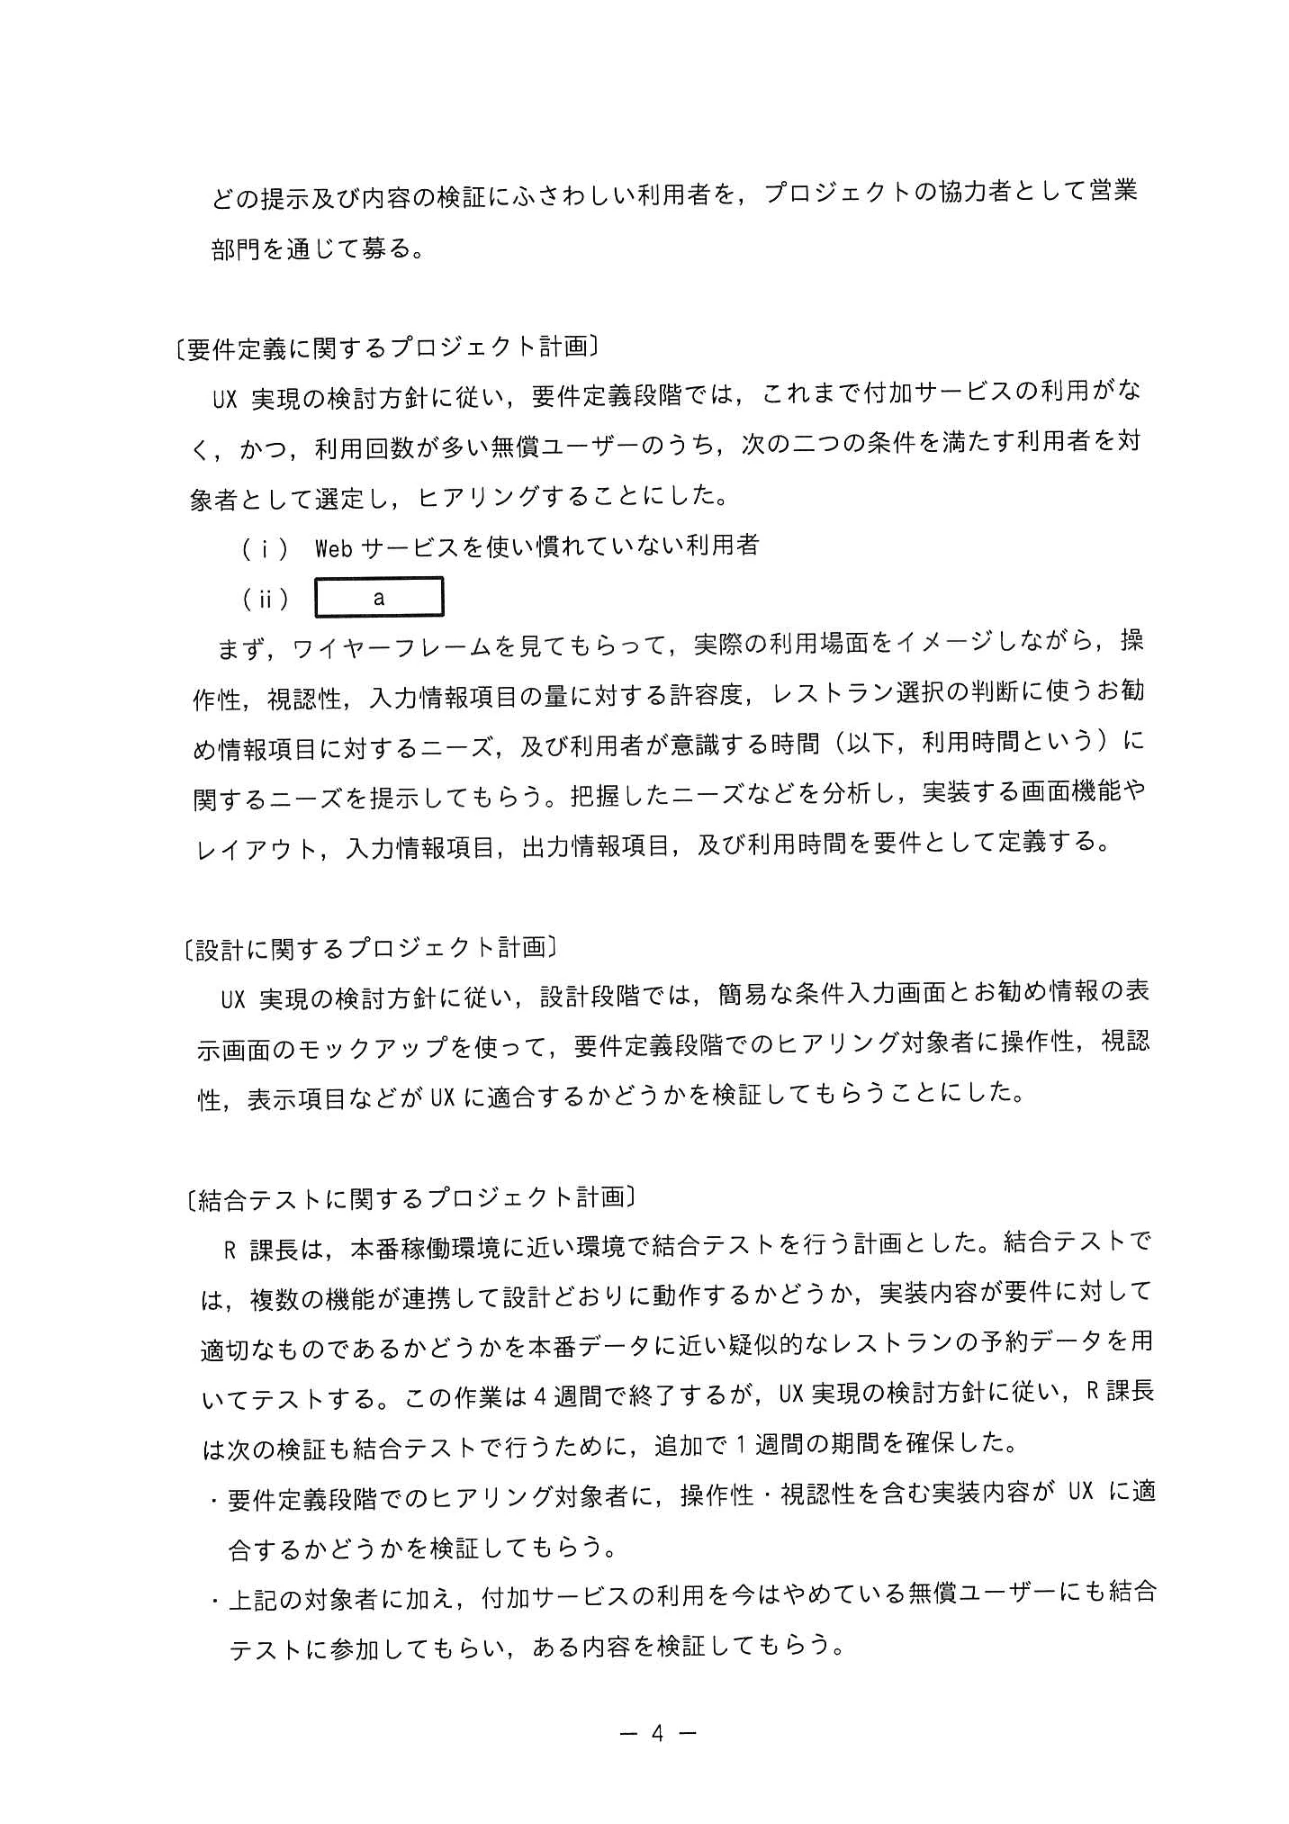 どの提示及び内容の検証にふさわしい利用者を，プロジェクトの協力者として営業
部門を通じて募る。
〔要件定義に関するプロジェクト計画〕
UX 実現の検討方針に従い，要件定義段階では，これまで付加サービスの利用がな
く，かつ，利用回数が多い無償ユーザーのうち，次の二つの条件を満たす利用者を対
象者として選定し，ヒアリングすることにした。
（ⅰ） Web サービスを使い慣れていない利用者
（ⅱ） a
まず，ワイヤーフレームを見てもらって，実際の利用場面をイメージしながら，操
作性，視認性，入力情報項目の量に対する許容度，レストラン選択の判断に使うお勧
め情報項目に対するニーズ，及び利用者が意識する時間（以下，利用時間という）に
関するニーズを提示してもらう。把握したニーズなどを分析し，実装する画面機能や
レイアウト，入力情報項目，出力情報項目，及び利用時間を要件として定義する。
〔設計に関するプロジェクト計画〕
UX 実現の検討方針に従い，設計段階では，簡易な条件入力画面とお勧め情報の表
示画面のモックアップを使って，要件定義段階でのヒアリング対象者に操作性，視認
性，表示項目などが UX に適合するかどうかを検証してもらうことにした。
〔結合テストに関するプロジェクト計画〕
R 課長は，本番稼働環境に近い環境で結合テストを行う計画とした。結合テストで
は，複数の機能が連携して設計どおりに動作するかどうか，実装内容が要件に対して
適切なものであるかどうかを本番データに近い疑似的なレストランの予約データを用
いてテストする。この作業は 4 週間で終了するが，UX 実現の検討方針に従い，R 課長
は次の検証も結合テストで行うために，追加で 1 週間の期間を確保した。
・要件定義段階でのヒアリング対象者に，操作性・視認性を含む実装内容が UX に適
合するかどうかを検証してもらう。
・上記の対象者に加え，付加サービスの利用を今はやめている無償ユーザーにも結合
テストに参加してもらい，ある内容を検証してもらう。
－ 4 －